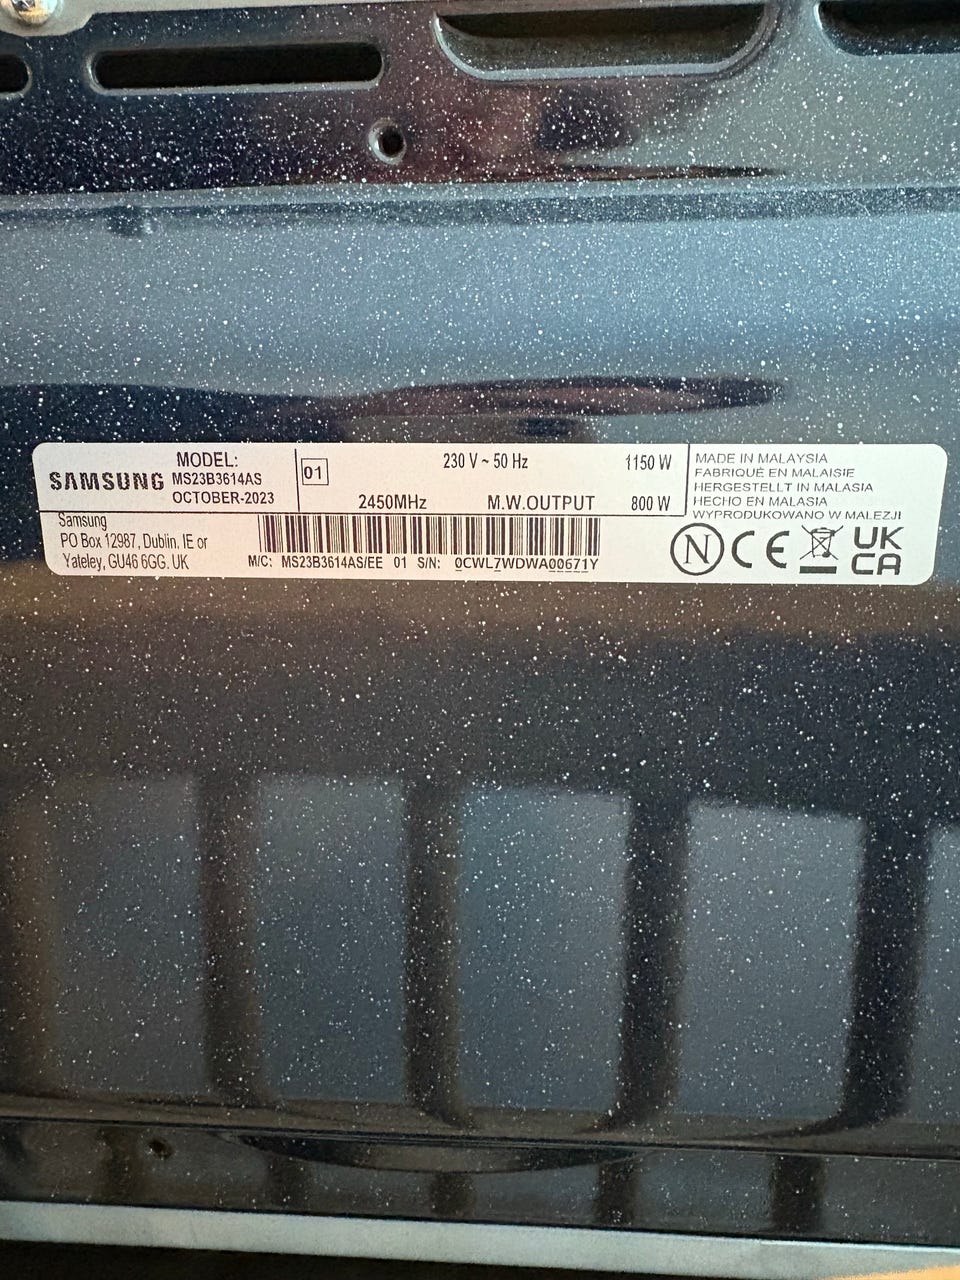 SAMSUNG
MODEL:
MS23B3614AS
OCTOBER-2023
01
230 V ~ 50 Hz 1150 W
2450MHz M.W.OUTPUT 800 W
Samsung
PO Box 12987, Dublin. IE or
Yateley, GU46 6GG. UK
M/C: MS23B3614AS/EE 01 S/N: 0CWL7WDWA00671Y
MADE IN MALAYSIA
FABRIQUÉ EN MALAISIE
HERGESTELLT IN MALASIA
HECHO EN MALASIA
WYPRODUKOWANO W MALEZJI
N CE UK
CA